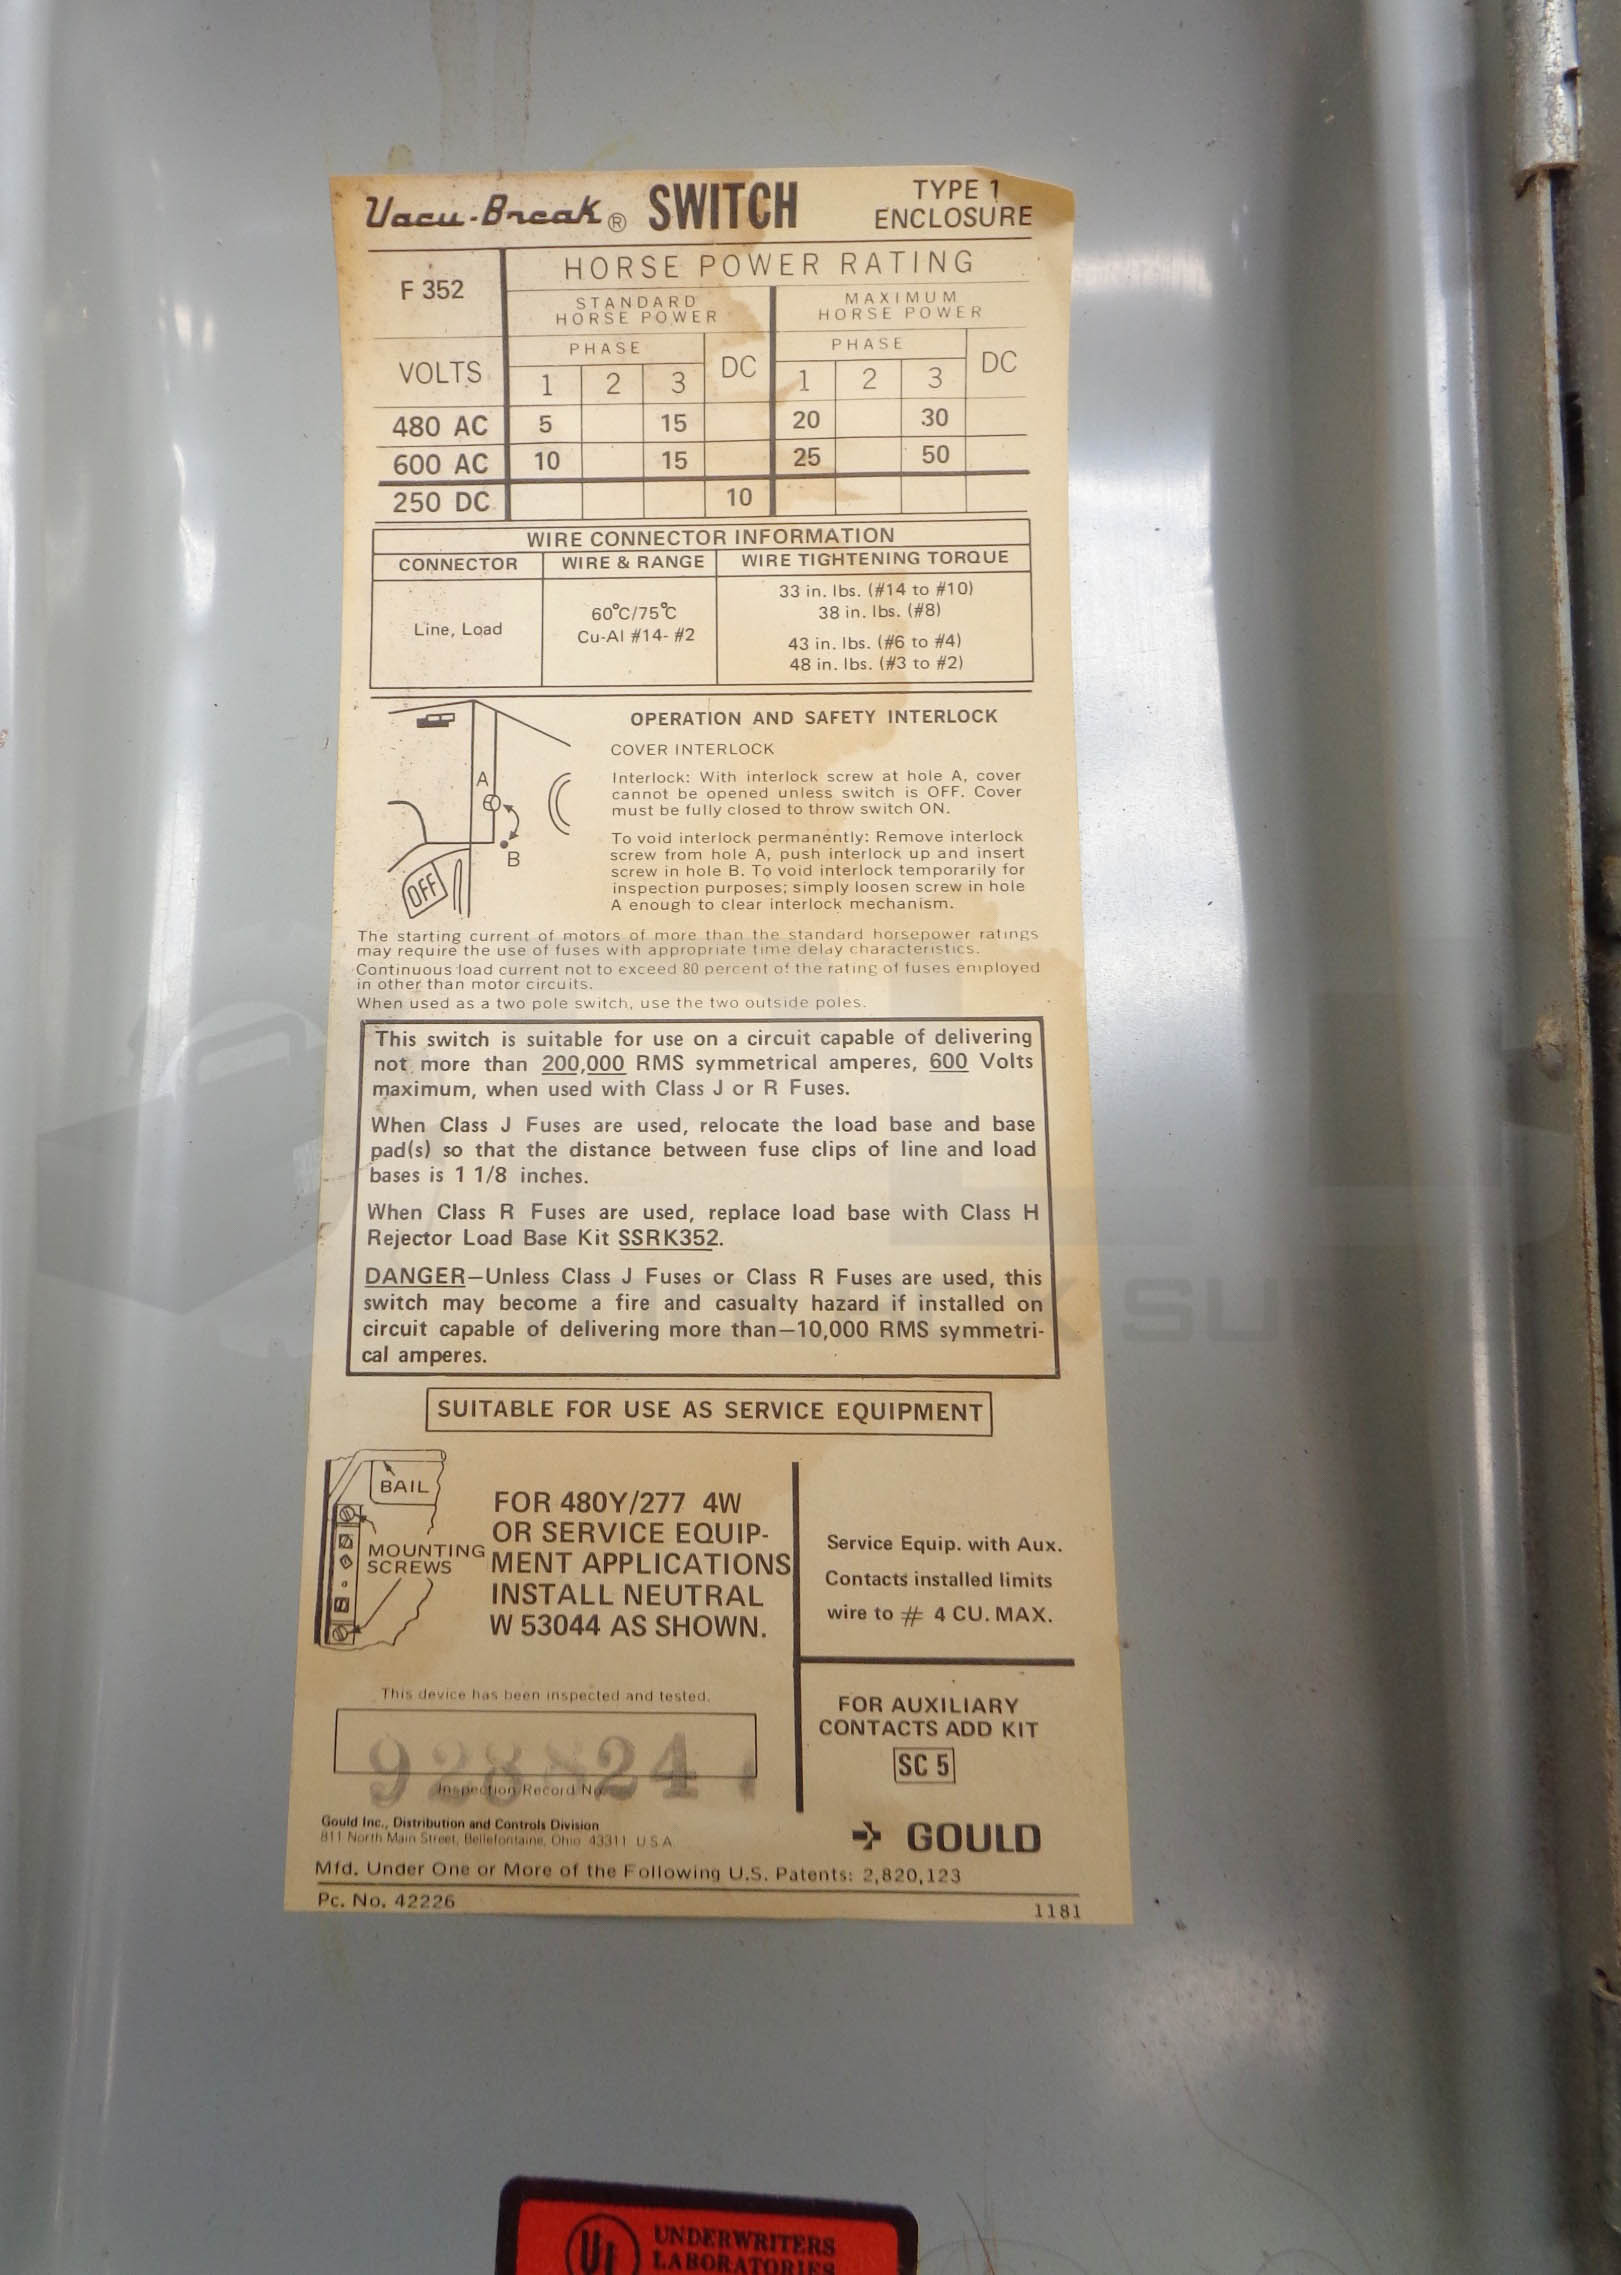 Vacu-Break® SWITCH TYPE 1 ENCLOSURE
F 352 HORSE POWER RATING
STANDARD HORSE POWER MAXIMUM HORSE POWER
VOLTS PHASE DC PHASE DC
1 2 3 1 2 3
480 AC 5 15 20 30
600 AC 10 15 25 50
250 DC 10
WIRE CONNECTOR INFORMATION
CONNECTOR WIRE & RANGE WIRE TIGHTENING TORQUE
Line, Load
60°C/75°C
Cu-Al #14- #2
33 in. lbs. (#14 to #10)
38 in. lbs. (#8)
43 in. lbs. (#6 to #4)
48 in. lbs. (#3 to #2)
A
B
OFF
OPERATION AND SAFETY INTERLOCK
COVER INTERLOCK
Interlock: With interlock screw at hole A, cover
cannot be opened unless switch is OFF. Cover
must be fully closed to throw switch ON.
To void interlock permanently: Remove interlock
screw from hole A, push interlock up and insert
screw in hole B. To void interlock temporarily for
inspection purposes; simply loosen screw in hole
A enough to clear interlock mechanism.
The starting current of motors of more than the standard horsepower ratings
may require the use of fuses with appropriate time delay characteristics.
Continuous load current not to exceed 80 percent of the rating of fuses employed
in other than motor circuits.
When used as a two pole switch, use the two outside poles.
This switch is suitable for use on a circuit capable of delivering
not more than 200,000 RMS symmetrical amperes, 600 Volts
maximum, when used with Class J or R Fuses.
When Class J Fuses are used, relocate the load base and base
pad(s) so that the distance between fuse clips of line and load
bases is 1 1/8 inches.
When Class R Fuses are used, replace load base with Class H
Rejector Load Base Kit SSRK352.
DANGER—Unless Class J Fuses or Class R Fuses are used, this
switch may become a fire and casualty hazard if installed on
circuit capable of delivering more than—10,000 RMS symmetri-
cal amperes.
SUITABLE FOR USE AS SERVICE EQUIPMENT
BAIL
MOUNTING
SCREWS
FOR 480Y/277 4W
OR SERVICE EQUIP-
MENT APPLICATIONS
INSTALL NEUTRAL
W 53044 AS SHOWN.
Service Equip. with Aux.
Contacts installed limits
wire to # 4 CU. MAX.
This device has been inspected and tested.
Inspection Record No.
FOR AUXILIARY
CONTACTS ADD KIT
SC 5
Gould Inc., Distribution and Controls Division
811 North Main Street, Bellefontaine, Ohio 43311 U S A
GOULD
Mfd. Under One or More of the Following U.S. Patents: 2,820,123
Pc. No. 42226 1181
UL UNDERWRITERS
LABORATORIES